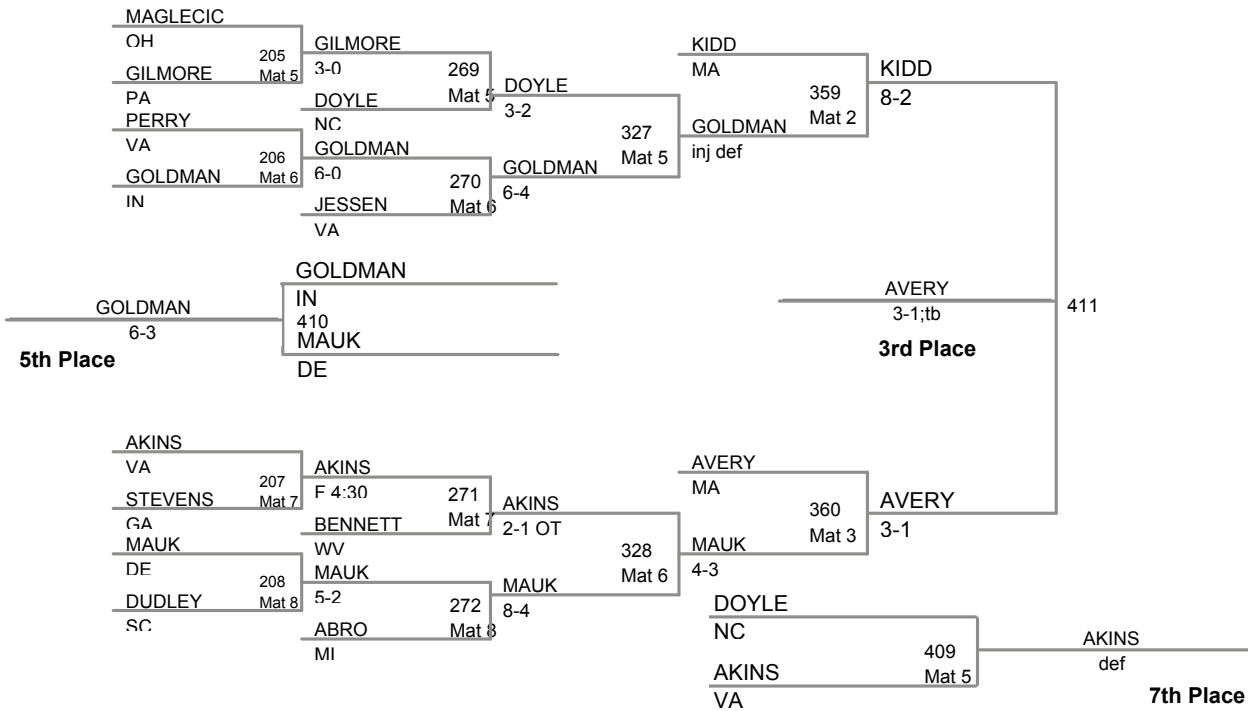 MAGLECIC
OH
205
Mat 5
GILMORE
PA
GILMORE
3-0
269
Mat 5
DOYLE
NC
DOYLE
3-2
PERRY
VA
206
Mat 6
GOLDMAN
IN
GOLDMAN
6-0
270
Mat 6
JESSEN
VA
GOLDMAN
6-4
327
Mat 5
KIDD
MA
GOLDMAN
inj def
359
Mat 2
KIDD
8-2
GOLDMAN
IN
410
MAUK
DE
GOLDMAN
6-3
5th Place
AVERY
3-1;tb
3rd Place
411
AKINS
VA
207
Mat 7
STEVENS
GA
AKINS
F 4:30
271
Mat 7
BENNETT
WV
AKINS
2-1 OT
MAUK
DE
208
Mat 8
DUDLEY
SC
MAUK
5-2
272
Mat 8
ABRO
MI
MAUK
8-4
328
Mat 6
AVERY
MA
MAUK
4-3
360
Mat 3
AVERY
3-1
DOYLE
NC
409
Mat 5
AKINS
VA
AKINS
def
7th Place